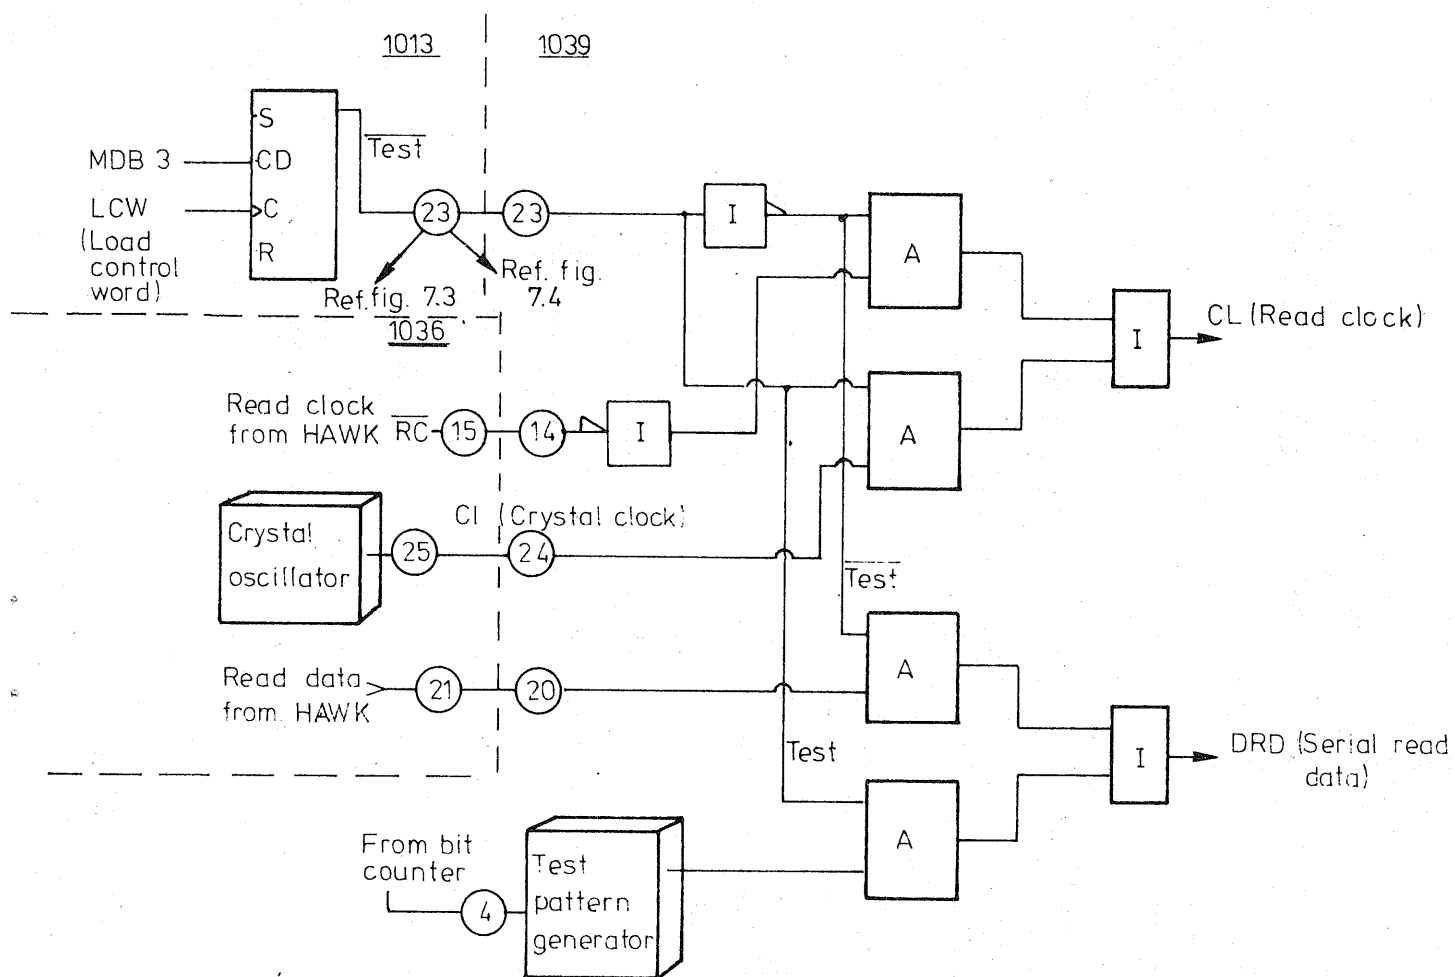 1013
1039
S
CD
C
R
MDB 3
LCW
(Load
control
word)
Test
23
23
I
A
Ref. fig. 7.3
Ref. fig.
7.4
1036
CL (Read clock)
I
Read clock
from HAWK RC
15
14
I
A
Crystal
oscillator
25
CI (Crystal clock)
24
Test
Read data
from HAWK
21
20
A
Test
I
DRD (Serial read
data)
From bit
counter
4
Test
pattern
generator
A